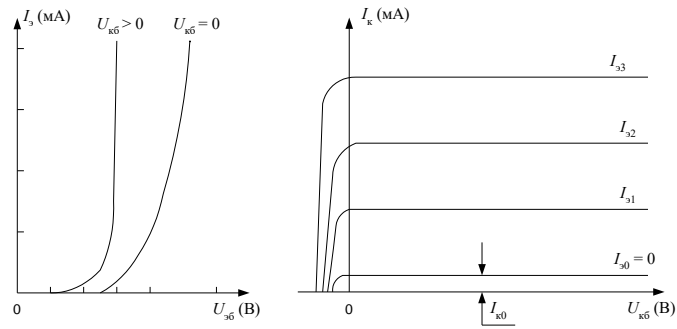 Iэ (мА)
Uкб > 0
Uкб = 0
0
Uэб (В)
Iк (мА)
Iэ3
Iэ2
Iэ1
Iэ0 = 0
0
Iк0
Uкб (В)